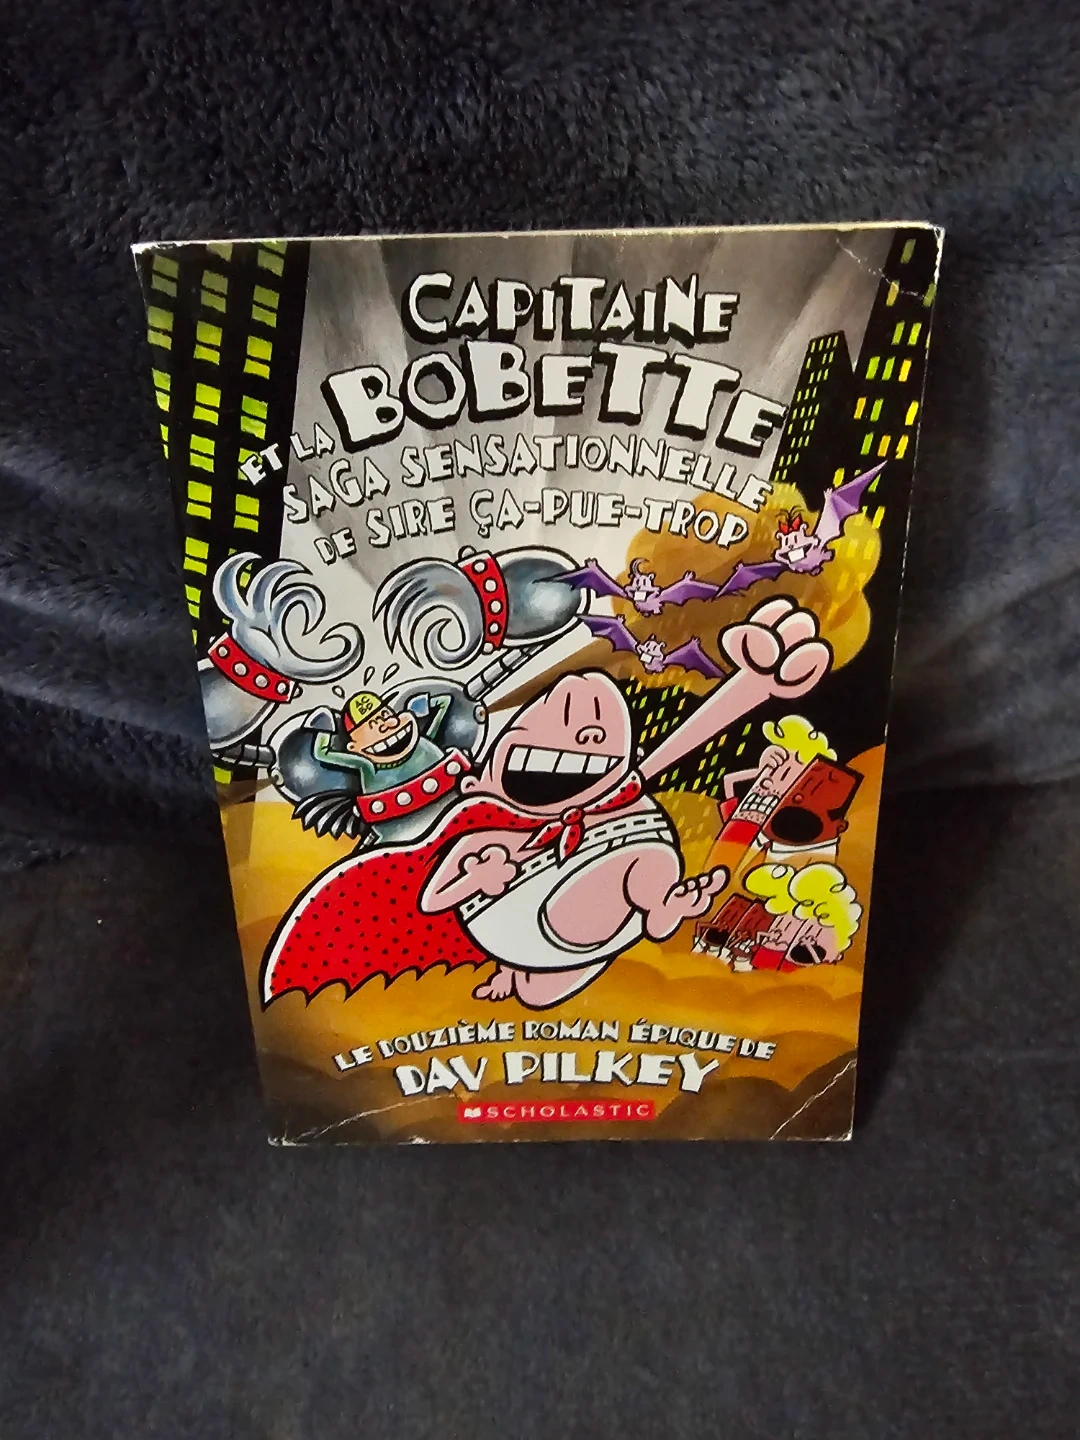 CAPITAINE
BOBETTE
ET LA
SAGA SENSATIONNELLE
DE SIRE ÇA-PUE-TROP
LE DOUZIÈME ROMAN ÉPIQUE DE
DAV PILKEY
SCHOLASTIC